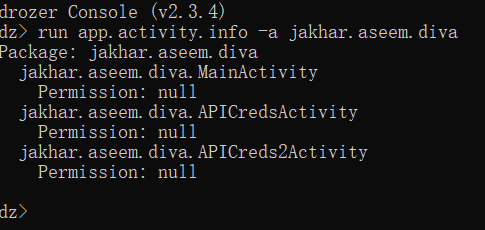 drozer Console (v2.3.4)
dz> run app.activity.info -a jakhar.aseem.diva
Package: jakhar.aseem.diva
  jakhar.aseem.diva.MainActivity
    Permission: null
  jakhar.aseem.diva.APICredsActivity
    Permission: null
  jakhar.aseem.diva.APICreds2Activity
    Permission: null
dz>